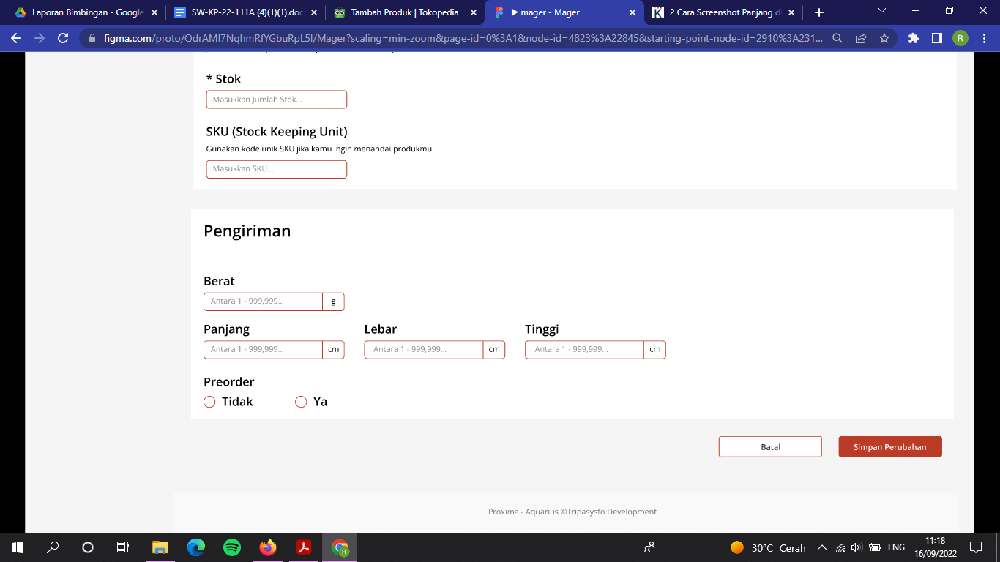 Laporan Bimbingan - Google
SW-KP-22-111A (4)(1)(1).doc
Tambah Produk | Tokopedia
mager - Mager
2 Cara Screenshot Panjang di
figma.com/proto/QdrAMI7NqhmRfYGbuRpL5I/Mager?scaling=min-zoom&page-id=0%3A1&node-id=4823%3A22845&starting-point-node-id=2910%3A231...
R
* Stok
Masukkan Jumlah Stok...
SKU (Stock Keeping Unit)
Gunakan kode unik SKU jika kamu ingin menandai produkmu.
Masukkan SKU...
Pengiriman
Berat
Antara 1 - 999,999... g
Panjang Lebar Tinggi
Antara 1 - 999,999... cm Antara 1 - 999,999... cm Antara 1 - 999,999... cm
Preorder
Tidak Ya
Batal Simpan Perubahan
Proxima - Aquarius ©Tripasysfo Development
30°C Cerah ENG 11:18
16/09/2022